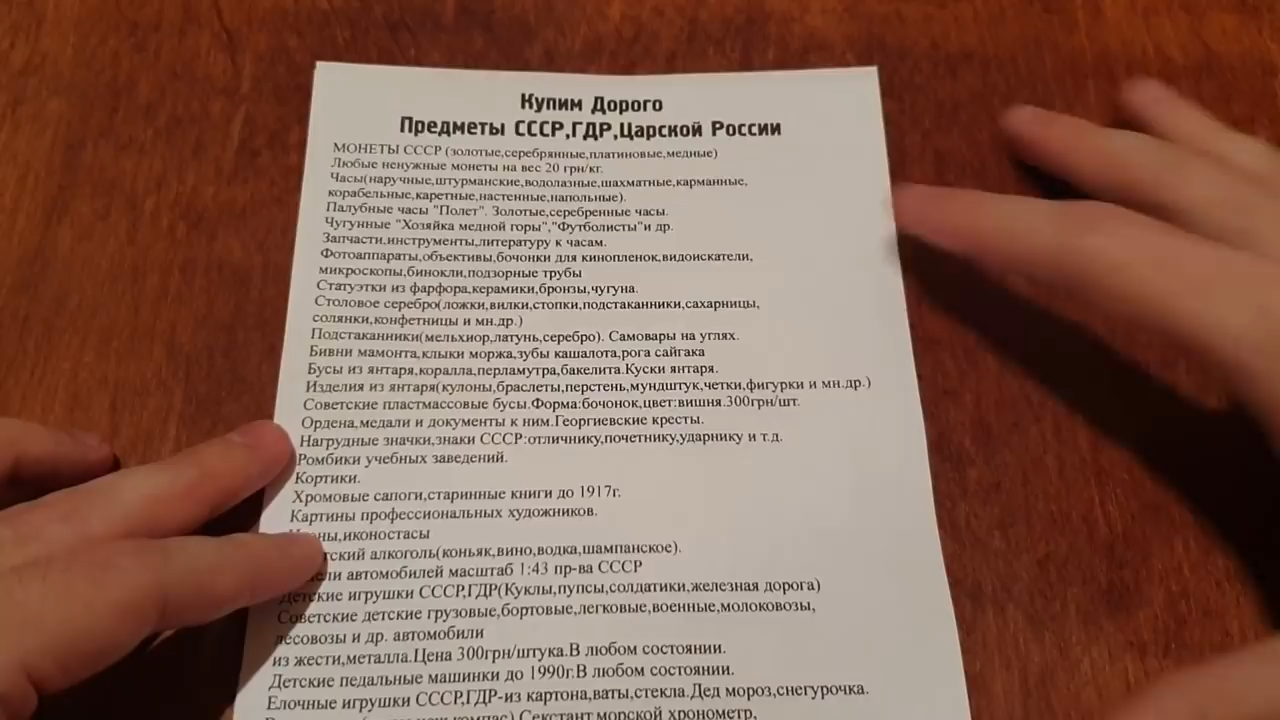 Купим Дорого
Предметы СССР,ГДР,Царской России
МОНЕТЫ СССР (золотые,серебрянные,платиновые,медные)
Любые ненужные монеты на вес 20 грн/кг.
Часы(наручные,штурманские,водолазные,шахматные,карманные,
корабельные,каретные,настенные,напольные).
Палубные часы "Полет". Золотые,серебренные часы.
Чугунные "Хозяйка медной горы","Футболисты"и др.
Запчасти,инструменты,литературу к часам.
Фотоаппараты,объективы,бочонки для кинопленок,видоискатели,
микроскопы,бинокли,подзорные трубы
Статуэтки из фарфора,керамики,бронзы,чугуна.
Столовое серебро(ложки,вилки,стопки,подстаканники,сахарницы,
солянки,конфетницы и мн.др.)
Подстаканники(мельхиор,латунь,серебро). Самовары на углях.
Бивни мамонта,клыки моржа,зубы кашалота,рога сайгака
Бусы из янтаря,коралла,перламутра,бакелита.Куски янтаря.
Изделия из янтаря(кулоны,браслеты,перстень,мундштук,четки,фигурки и мн.др.)
Советские пластмассовые бусы.Форма:бочонок,цвет:вишня.300грн/шт.
Ордена,медали и документы к ним.Георгиевские кресты.
Нагрудные значки,знаки СССР:отличнику,почетнику,ударнику и т.д.
Ромбики учебных заведений.
Кортики.
Хромовые сапоги,старинные книги до 1917г.
Картины профессиональных художников.
иконостасы
алкоголь(коньяк,вино,водка,шампанское).
автомобилей масштаб 1:43 пр-ва СССР
Детские игрушки СССР,ГДР(Куклы,пупсы,солдатики,железная дорога)
Советские детские грузовые,бортовые,легковые,военные,молоковозы,
лесовозы и др. автомобили
из жести,металла.Цена 300грн/штука.В любом состоянии.
Детские педальные машинки до 1990г.В любом состоянии.
Елочные игрушки СССР,ГДР-из картона,ваты,стекла.Дед мороз,снегурочка.
компас).Секстант,морской хронометр,